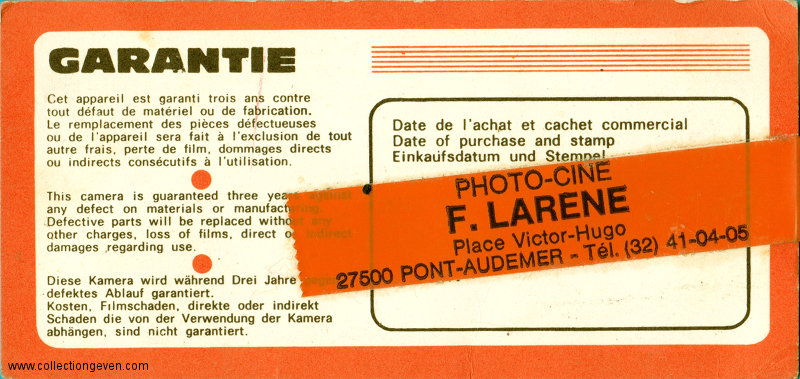 GARANTIE
Cet appareil est garanti trois ans contre
tout défaut de matériel ou de fabrication.
Le remplacement des pièces défectueuses
ou de l'appareil sera fait à l'exclusion de tout
autre frais, perte de film, dommages directs
ou indirects consécutifs à l'utilisation.
This camera is guaranteed three years against
any defect on materials or manufacturing.
Defective parts will be replaced without any
other charges, loss of films, direct or indirect
damages regarding use.
Diese Kamera wird während Drei Jahre gegen
defektes Ablauf garantiert.
Kosten, Filmschaden, direkte oder indirekt
Schaden die von der Verwendung der Kamera
abhängen, sind nicht garantiert.
Date de l'achat et cachet commercial
Date of purchase and stamp
Einkaufsdatum und Stempel
PHOTO-CINE
F. LARENE
Place Victor-Hugo
27500 PONT-AUDEMER - Tél. (32) 41-04-05
www.collectiongeven.com